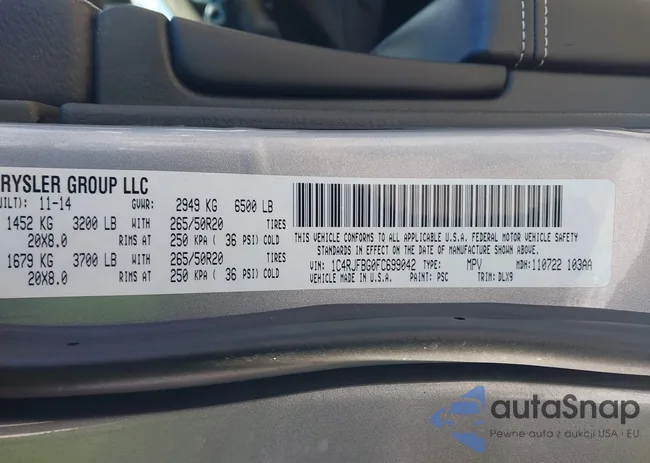 RYSLER GROUP LLC
UILT): 11-14 GVWR: 2949 KG 6500 LB
1452 KG 3200 LB WITH 265/50R20 TIRES
20X8.0 RIMS AT 250 KPA ( 36 PSI) COLD
1679 KG 3700 LB WITH 265/50R20 TIRES
20X8.0 RIMS AT 250 KPA ( 36 PSI) COLD
THIS VEHICLE CONFORMS TO ALL APPLICABLE U.S.A. FEDERAL MOTOR VEHICLE SAFETY
STANDARDS IN EFFECT ON THE DATE OF MANUFACTURE SHOWN ABOVE.
VIN: 1C4RJFBG0FC699042 TYPE: MPV MDH: 110722 103AA
VEHICLE MADE IN U.S.A. PAINT: PSC TRIM: DLX9
autaSnap
Pewne auta z aukcji USA i EU